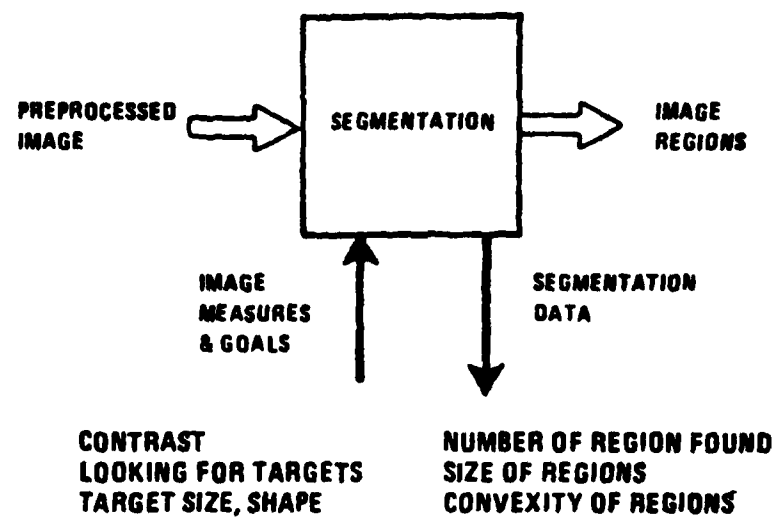 PREPROCESSED
IMAGE
SEGMENTATION
IMAGE
REGIONS
IMAGE
MEASURES
& GOALS
SEGMENTATION
DATA
CONTRAST
LOOKING FOR TARGETS
TARGET SIZE, SHAPE
NUMBER OF REGION FOUND
SIZE OF REGIONS
CONVEXITY OF REGIONS